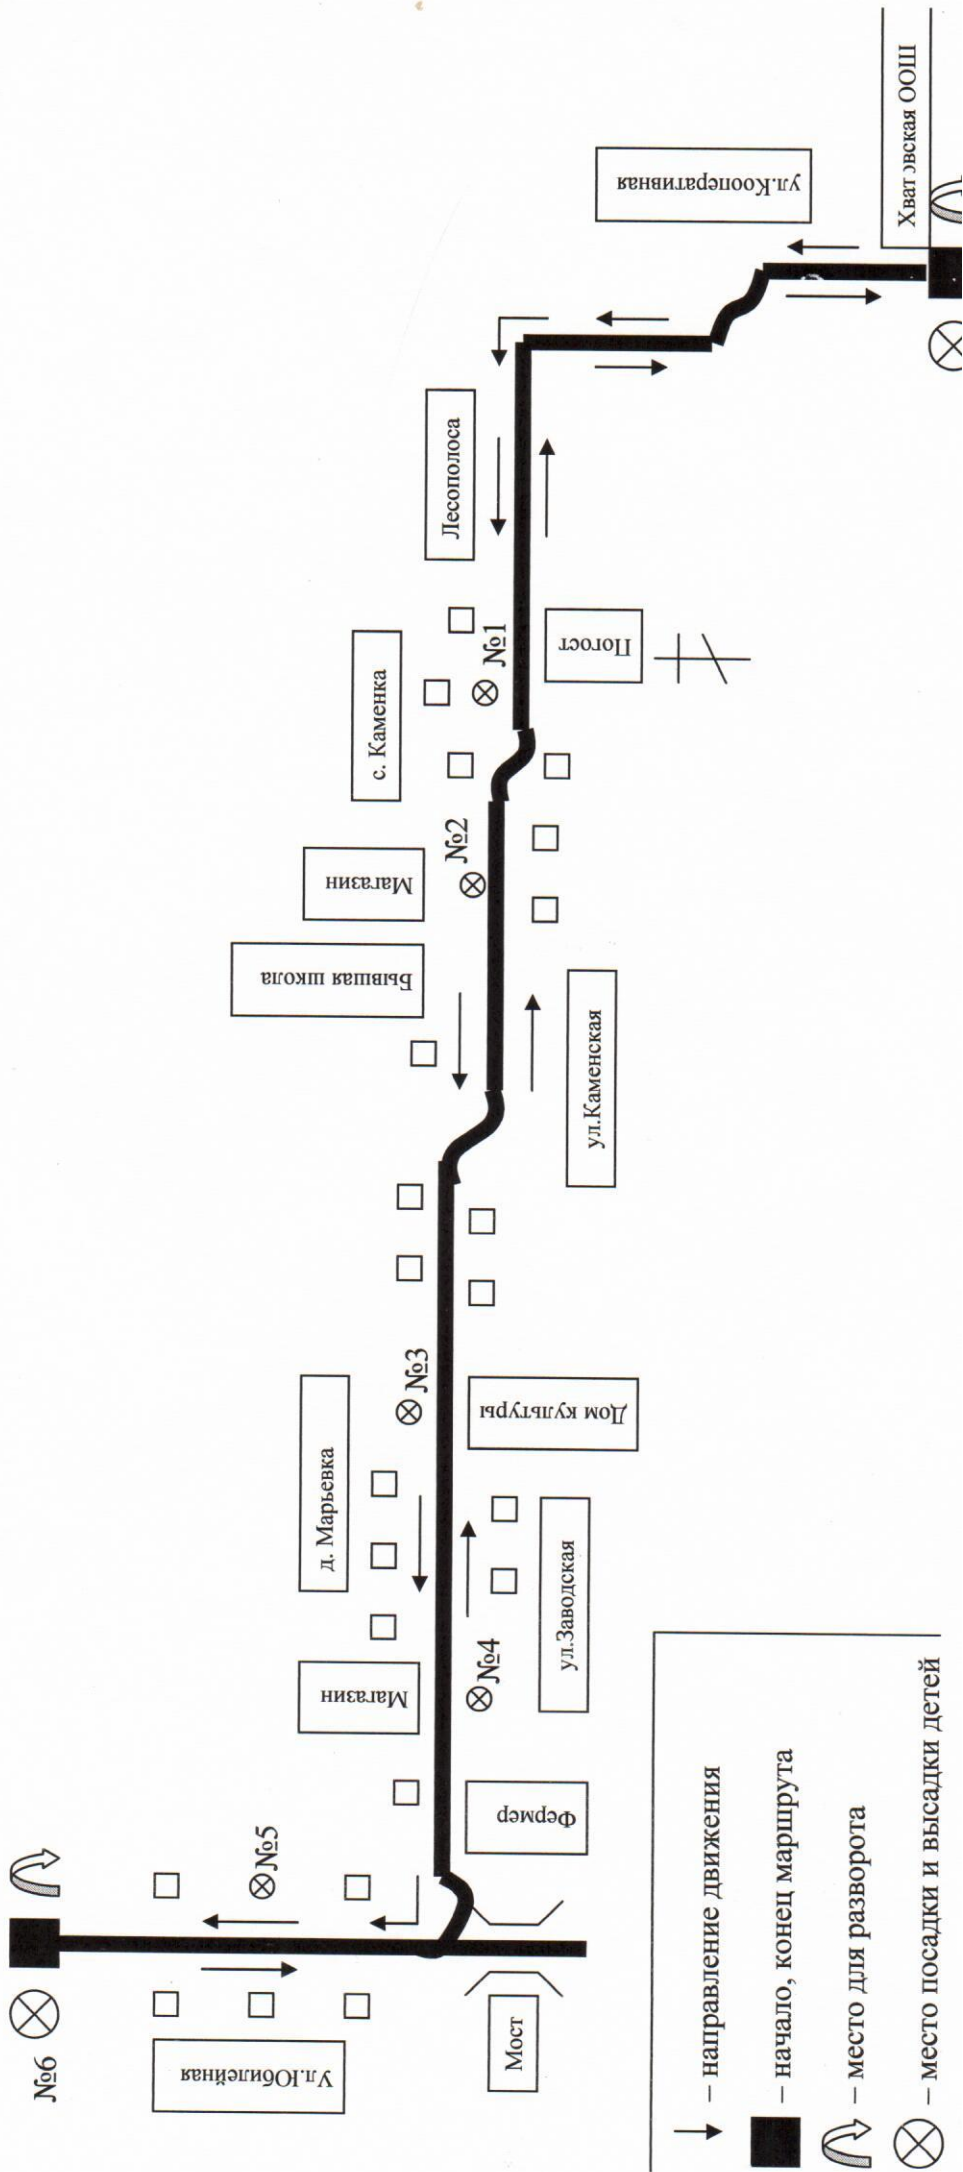 Хватовская ООШ
ул.Кооперативная
Лесополоса
№1
Погост
с. Каменка
№2
Магазин
Бывшая школа
ул.Каменская
№3
Дом культуры
д. Марьевка
ул.Заводская
№4
Магазин
Фермер
№5
№6
Ул.Юбилейная
Мост
– направление движения
– начало, конец маршрута
– место для разворота
– место посадки и высадки детей